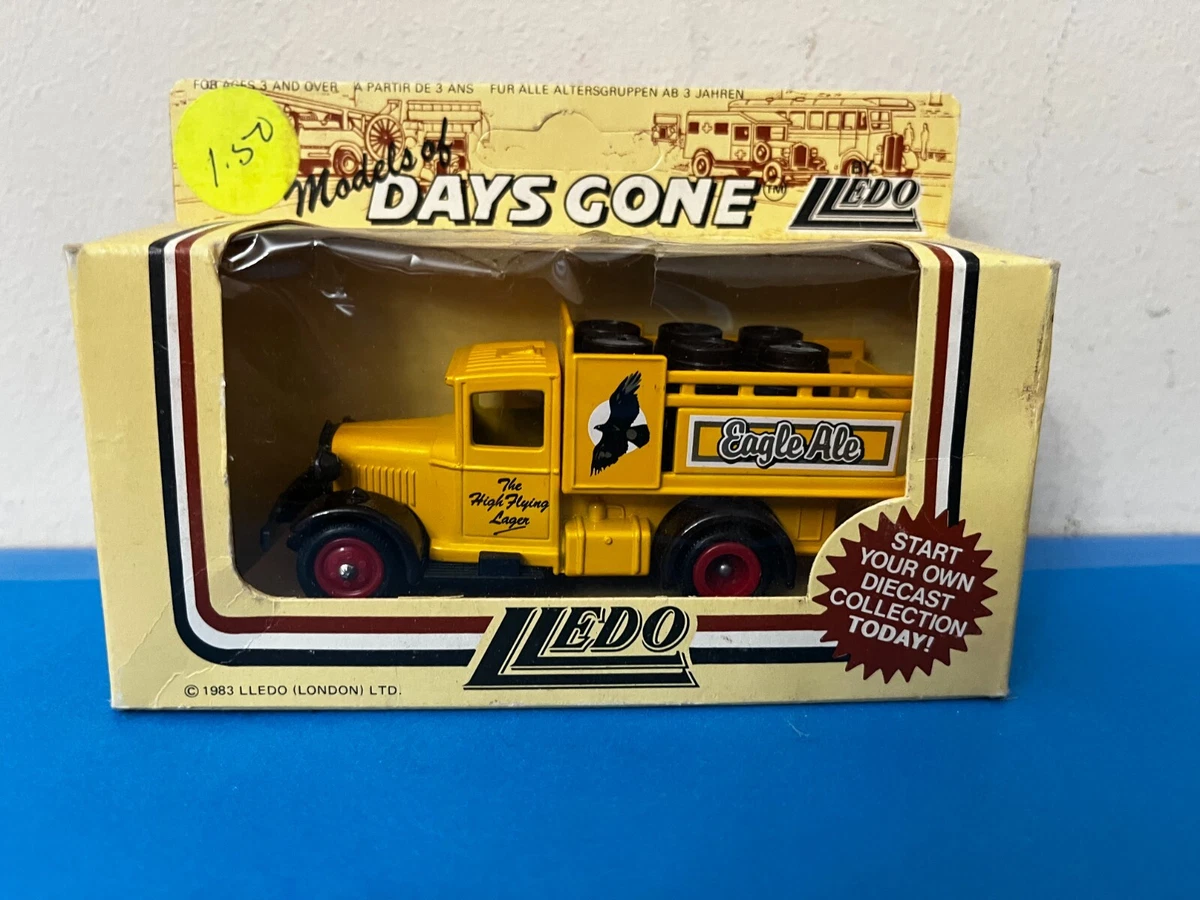 FOR AGES 3 AND OVER A PARTIR DE 3 ANS FUR ALLE ALTERSGRUPPEN AB 3 JAHREN
1.50
Models of
DAYS GONE TM
BY
LLEDO
Eagle Ale
The
High Flying
Lager
START
YOUR OWN
DIECAST
COLLECTION
TODAY!
LLEDO
© 1983 LLEDO (LONDON) LTD.